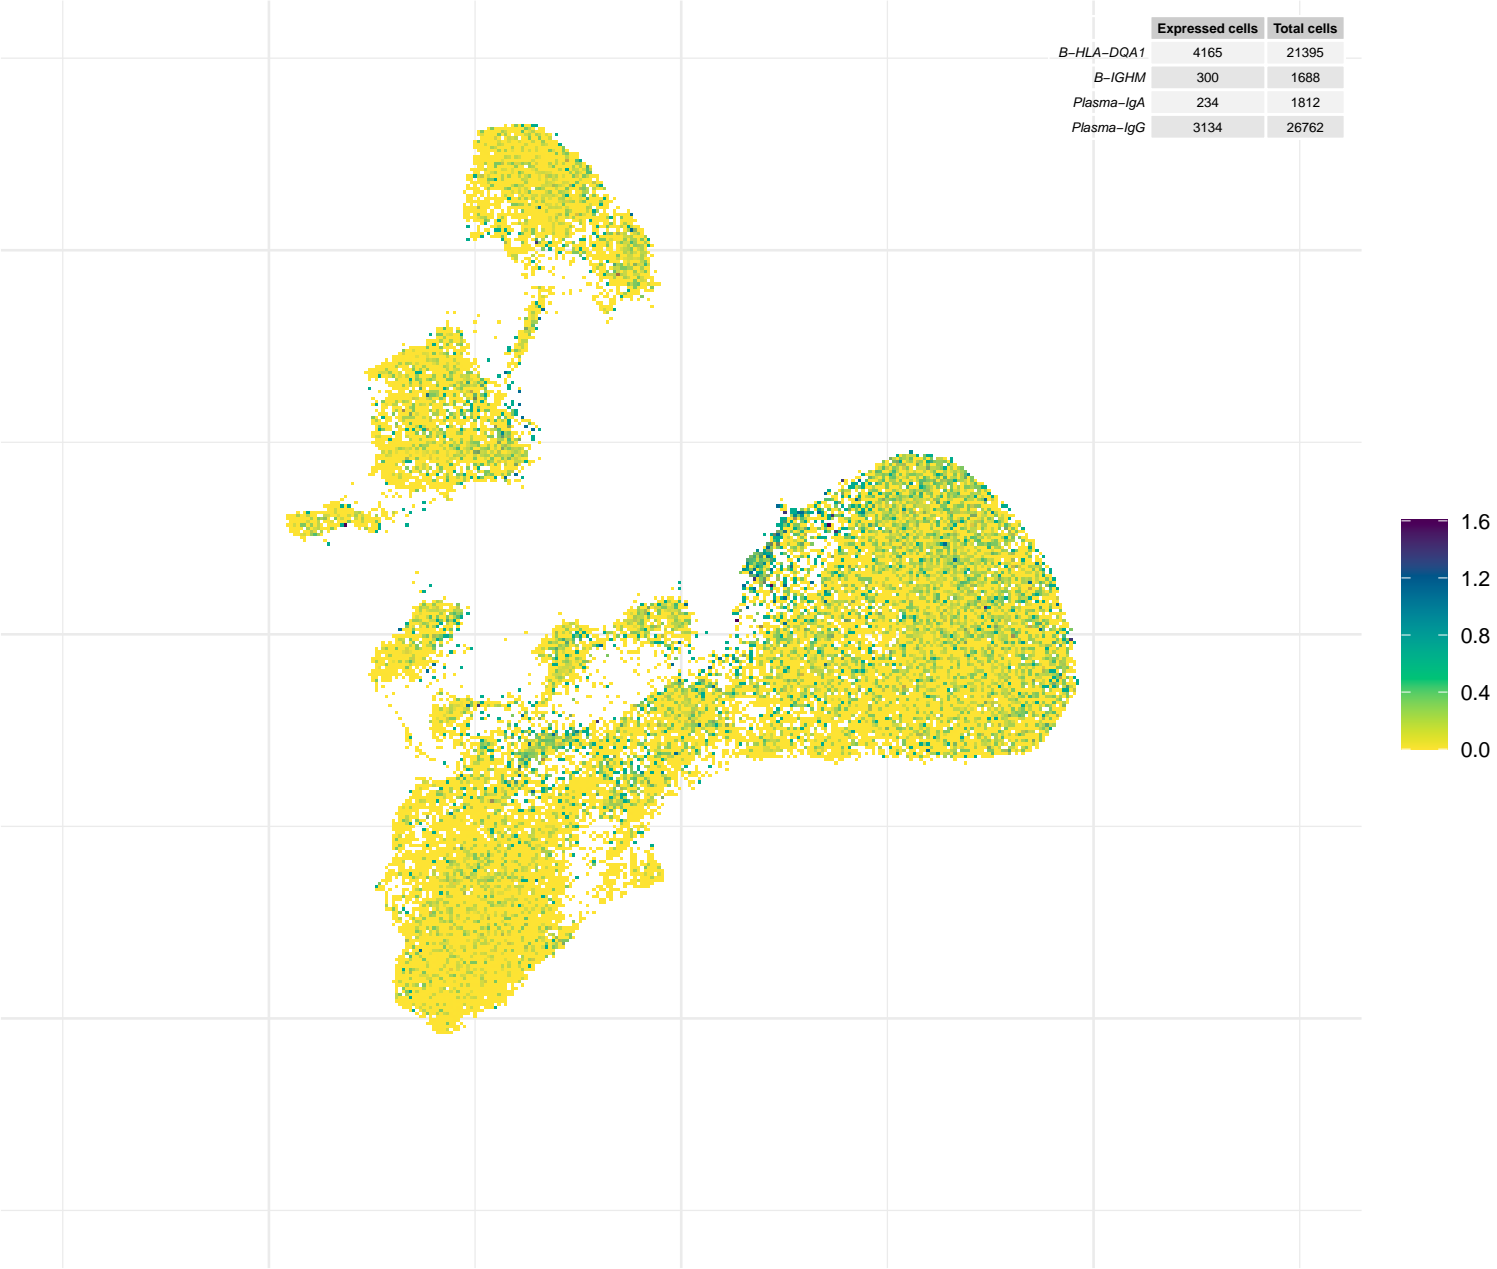 Expressed cells Total cells
B−HLA−DQA1 4165 21395
B−IGHM 300 1688
Plasma−IgA 234 1812
Plasma−IgG 3134 26762
1.6
1.2
0.8
0.4
0.0